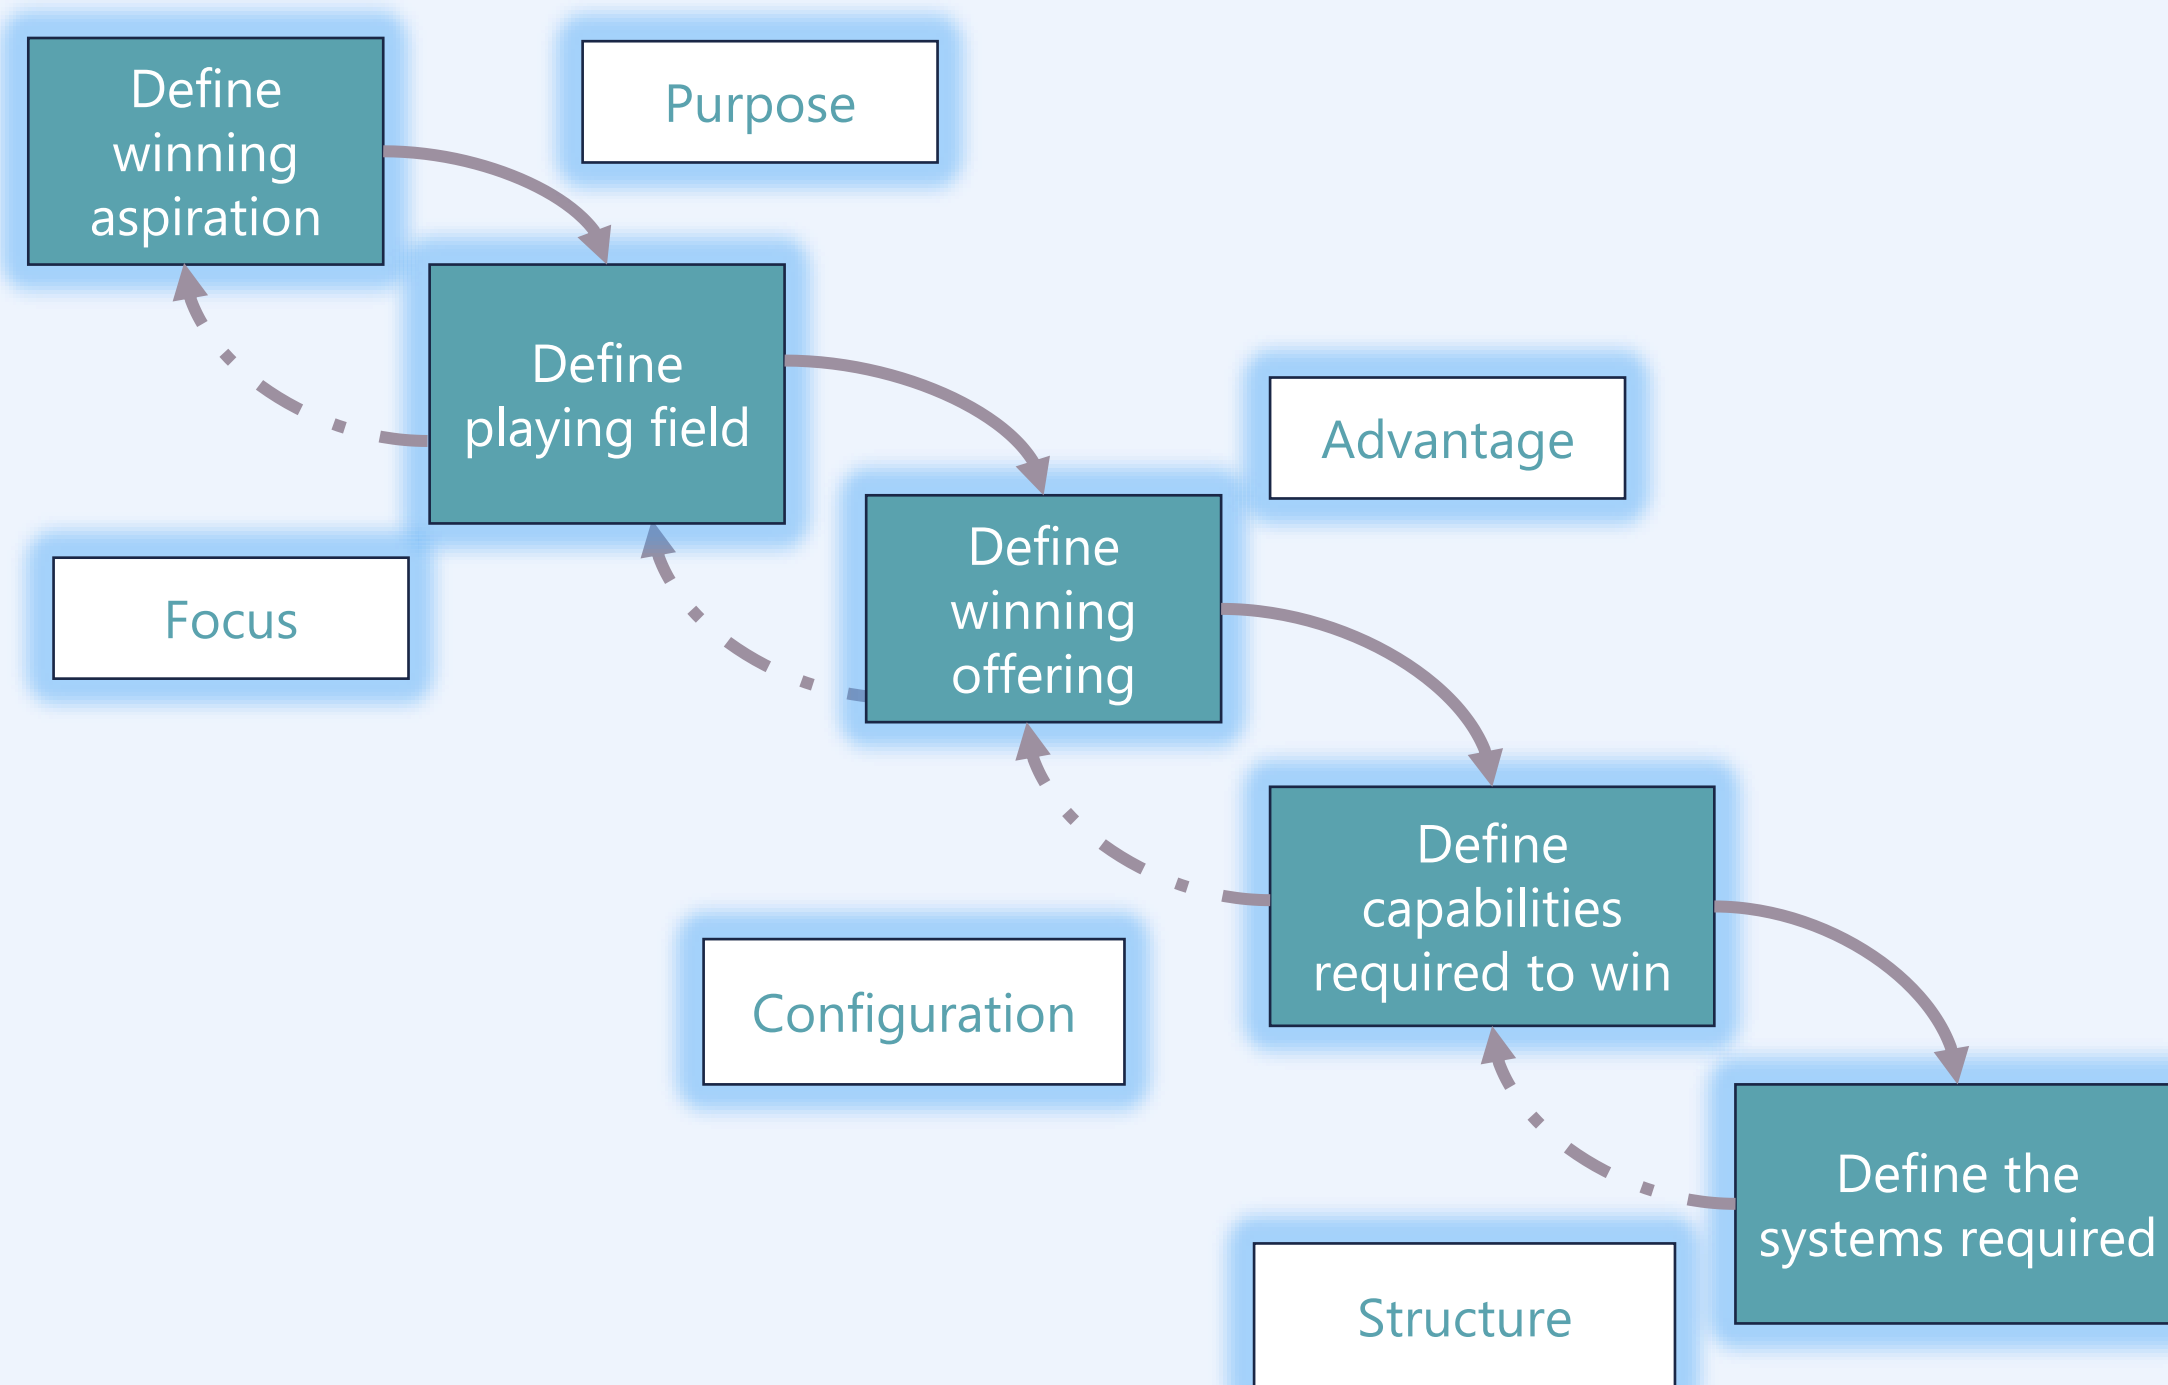 Define
winning
aspiration
Purpose
Define
playing field
Advantage
Define
winning
offering
Focus
Define
capabilities
required to win
Configuration
Define the
systems required
Structure